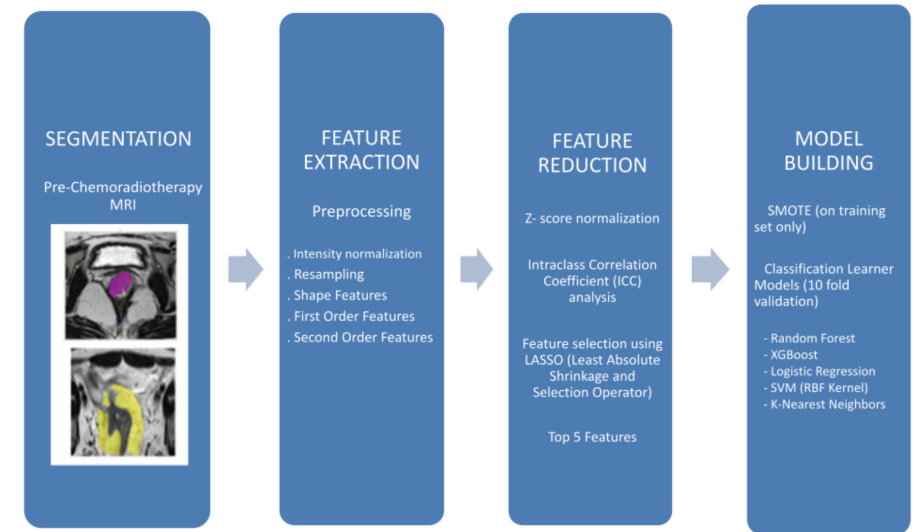 SEGMENTATION
Pre-Chemoradiotherapy
MRI
FEATURE
EXTRACTION
Preprocessing
. Intensity normalization
. Resampling
. Shape Features
. First Order Features
. Second Order Features
FEATURE
REDUCTION
Z- score normalization
Intraclass Correlation
Coefficient (ICC)
analysis
Feature selection using
LASSO (Least Absolute
Shrinkage and
Selection Operator)
Top 5 Features
MODEL
BUILDING
SMOTE (on training
set only)
Classification Learner
Models (10 fold
validation)
- Random Forest
- XGBoost
- Logistic Regression
- SVM (RBF Kernel)
- K-Nearest Neighbors